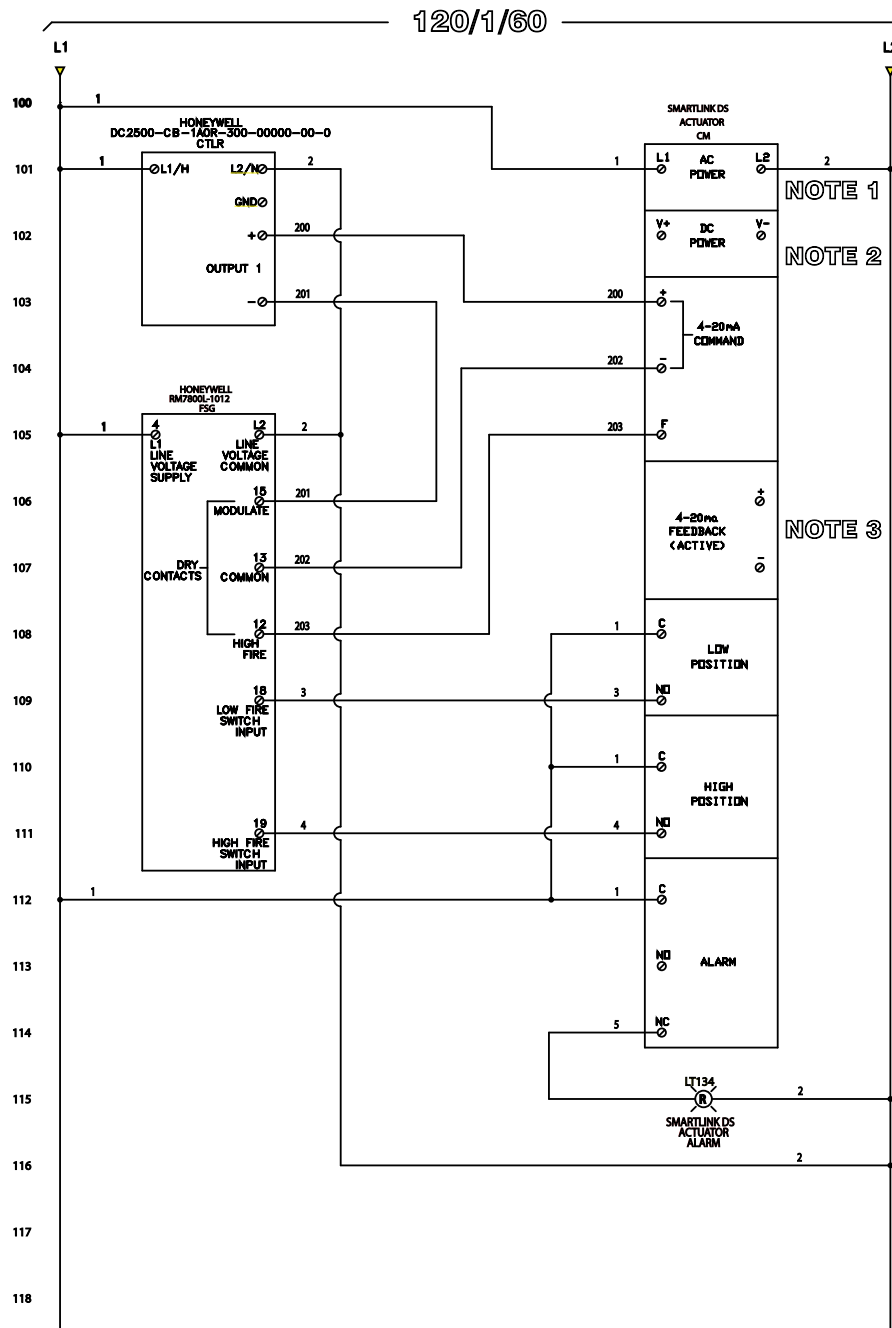 120/1/60
L1
L2
100
1
HONEYWELL
DC2500-CB-1A0R-300-00000-00-0
CTLR
SMARTLINK DS
ACTUATOR
CM
101
1
L1/H
L2/N
2
1
L1
AC
POWER
L2
2
NOTE 1
GND
102
+
200
V+
DC
POWER
V-
NOTE 2
OUTPUT 1
103
-
201
200
+
4-20mA
COMMAND
104
202
-
HONEYWELL
RM7800L-1012
FSG
105
1
4
L1
LINE
VOLTAGE
SUPPLY
L2
LINE
VOLTAGE
COMMON
2
203
F
106
15
MODULATE
201
4-20ma
FEEDBACK
(ACTIVE)
+
-
NOTE 3
107
DRY
CONTACTS
13
COMMON
202
108
12
HIGH
FIRE
203
1
C
LOW
POSITION
109
18
LOW FIRE
SWITCH
INPUT
3
3
NO
110
1
C
HIGH
POSITION
111
19
HIGH FIRE
SWITCH
INPUT
4
4
NO
112
1
1
C
113
NO
ALARM
114
5
NC
115
LT134
R
2
SMARTLINK DS
ACTUATOR
ALARM
116
2
117
118